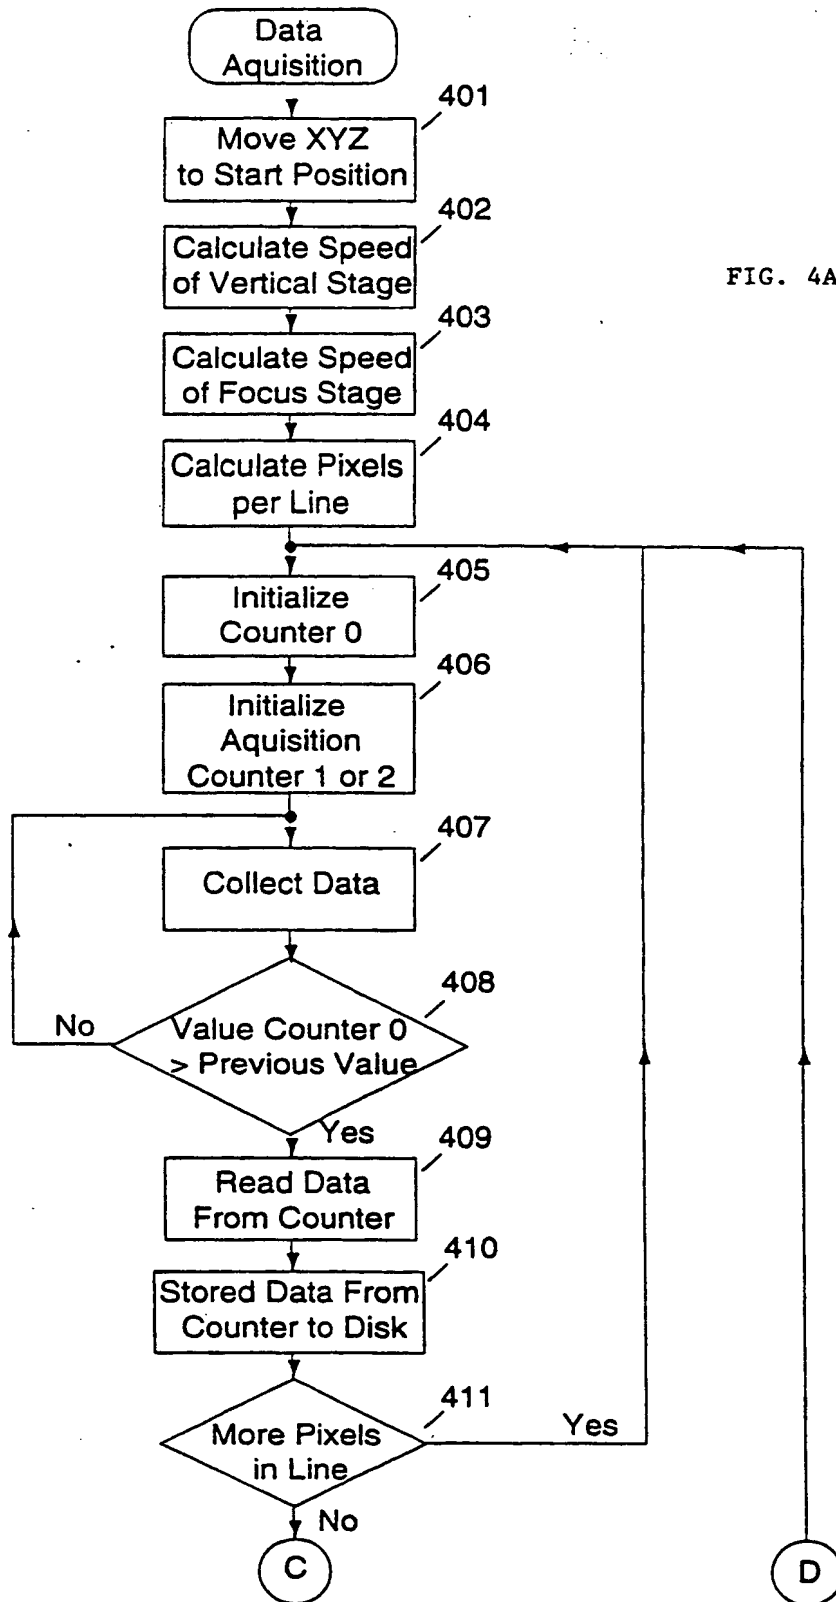 Data
Aquisition
401
Move XYZ
to Start Position
402
Calculate Speed
of Vertical Stage
FIG. 4A
403
Calculate Speed
of Focus Stage
404
Calculate Pixels
per Line
405
Initialize
Counter 0
406
Initialize
Aquisition
Counter 1 or 2
407
Collect Data
408
No
Value Counter 0
> Previous Value
Yes
409
Read Data
From Counter
410
Stored Data From
Counter to Disk
411
More Pixels
in Line
Yes
No
C
D